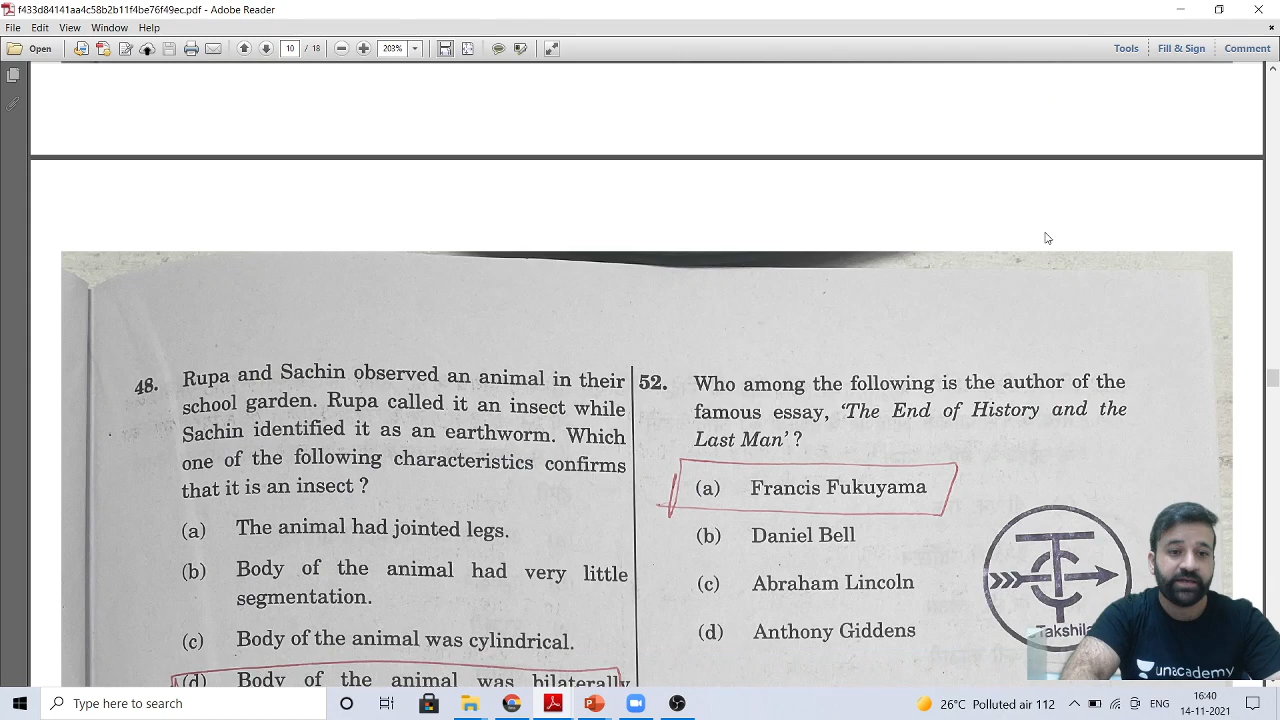 f433d84141aa4c58b2b11f4be76f49ec.pdf - Adobe Reader
File Edit View Window Help
Open 10 / 18 203% Tools Fill & Sign Comment
48. Rupa and Sachin observed an animal in their
school garden. Rupa called it an insect while
Sachin identified it as an earthworm. Which
one of the following characteristics confirms
that it is an insect ?
(a) The animal had jointed legs.
(b) Body of the animal had very little
segmentation.
(c) Body of the animal was cylindrical.
(d) Body of the animal was bilaterally
52. Who among the following is the author of the
famous essay, ‘The End of History and the
Last Man’ ?
(a) Francis Fukuyama
(b) Daniel Bell
(c) Abraham Lincoln
(d) Anthony Giddens
Takshila
unacademy
Type here to search
26°C Polluted air 112 ENG 16:40
14-11-2021